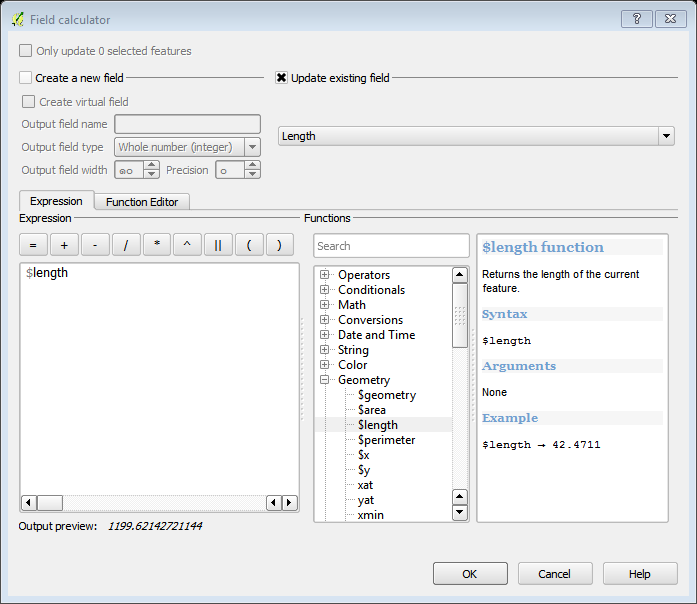 Field calculator
Only update 0 selected features
Create a new field
Update existing field
Create virtual field
Output field name
Length
Output field type Whole number (integer)
Output field width ๑๐ Precision ๐
Expression Function Editor
Expression
Functions
= + - / * ^ || ( )
Search
$length
Operators
Conditionals
Math
Conversions
Date and Time
String
Color
Geometry
$geometry
$area
$length
$perimeter
$x
$y
xat
yat
xmin
$length function
Returns the length of the current
feature.
Syntax
$length
Arguments
None
Example
$length → 42.4711
Output preview: 1199.62142721144
OK Cancel Help